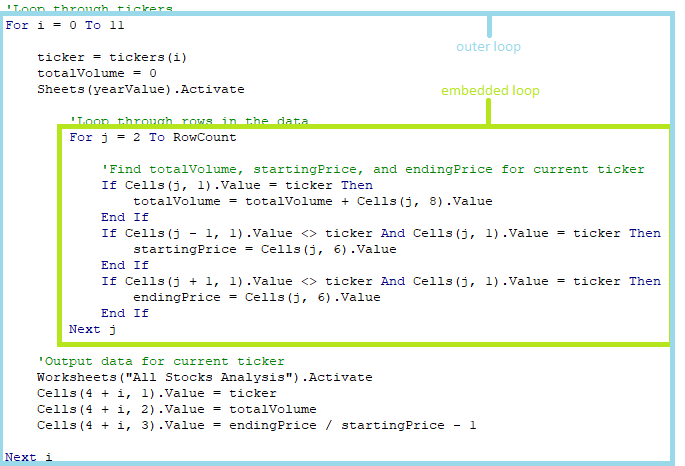 'Loop through tickers
For i = 0 To 11
outer loop
ticker = tickers(i)
totalVolume = 0
Sheets(yearValue).Activate
embedded loop
'Loop through rows in the data
For j = 2 To RowCount
'Find totalVolume, startingPrice, and endingPrice for current ticker
If Cells(j, 1).Value = ticker Then
totalVolume = totalVolume + Cells(j, 8).Value
End If
If Cells(j - 1, 1).Value <> ticker And Cells(j, 1).Value = ticker Then
startingPrice = Cells(j, 6).Value
End If
If Cells(j + 1, 1).Value <> ticker And Cells(j, 1).Value = ticker Then
endingPrice = Cells(j, 6).Value
End If
Next j
'Output data for current ticker
Worksheets("All Stocks Analysis").Activate
Cells(4 + i, 1).Value = ticker
Cells(4 + i, 2).Value = totalVolume
Cells(4 + i, 3).Value = endingPrice / startingPrice - 1
Next i